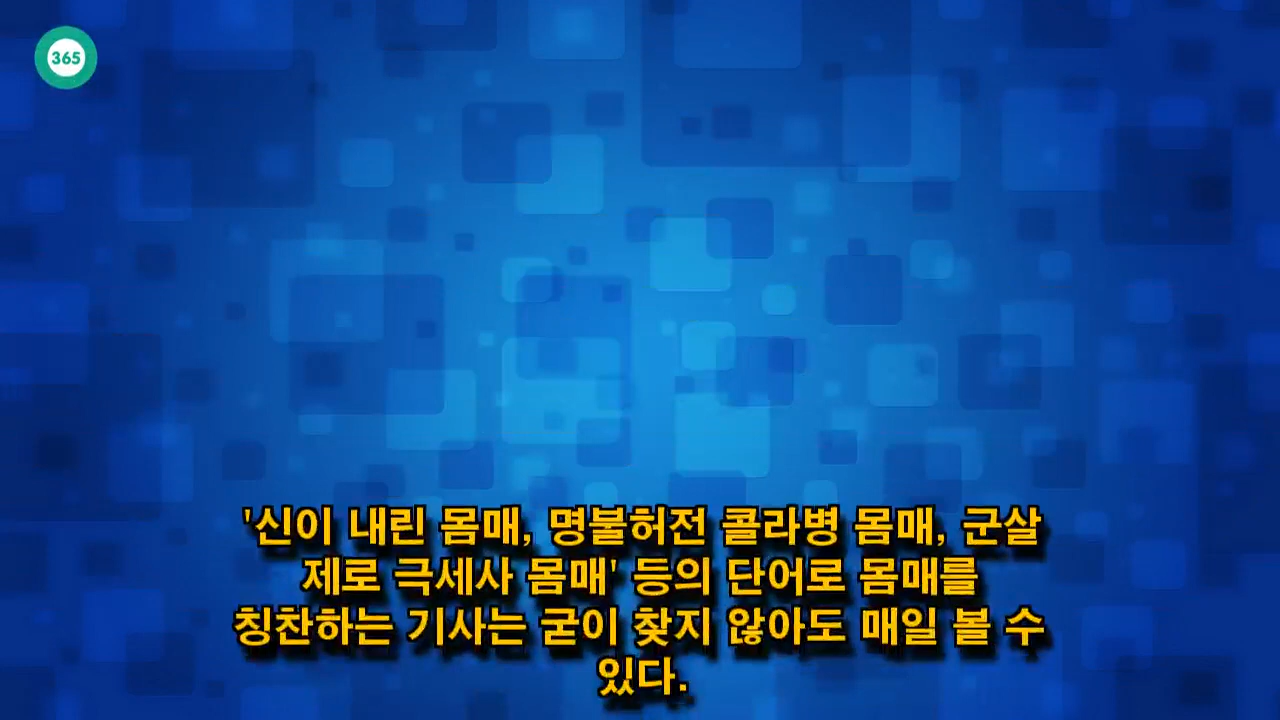 365
'신이 내린 몸매, 명불허전 콜라병 몸매, 군살
제로 극세사 몸매' 등의 단어로 몸매를
칭찬하는 기사는 굳이 찾지 않아도 매일 볼 수
있다.